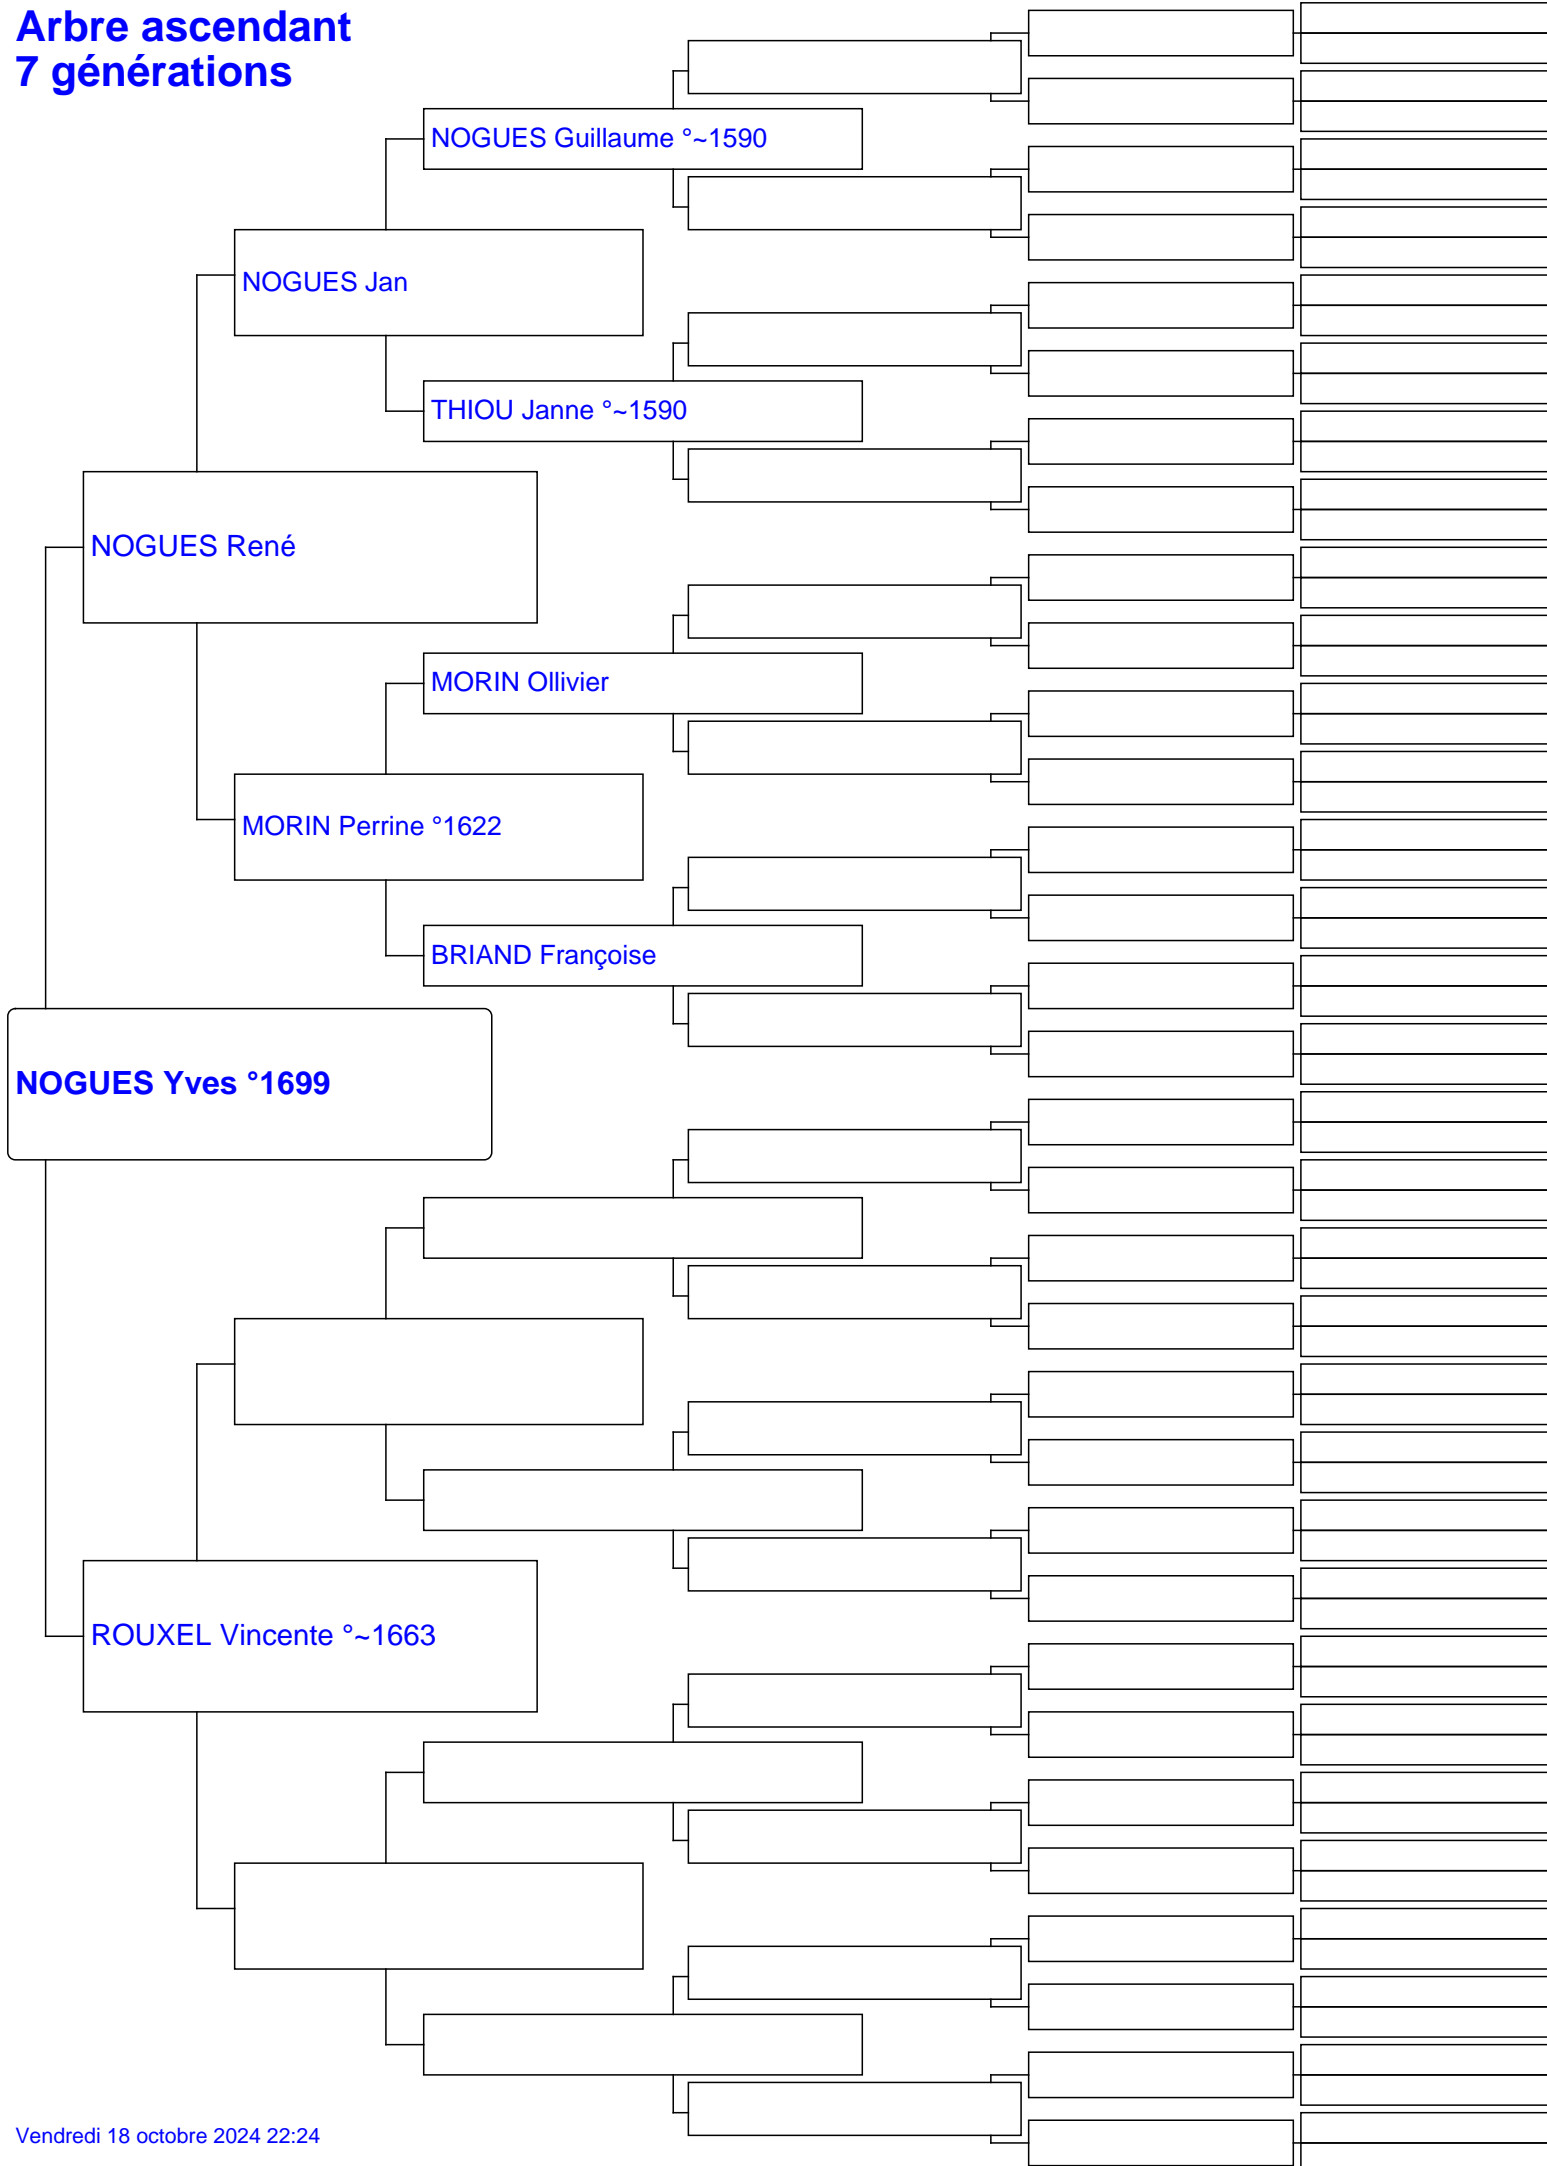 Arbre ascendant
7 générations
NOGUES Guillaume °~1590
NOGUES Jan
THIOU Janne °~1590
NOGUES René
MORIN Ollivier
MORIN Perrine °1622
BRIAND Françoise
NOGUES Yves °1699
ROUXEL Vincente °~1663
Vendredi 18 octobre 2024 22:24